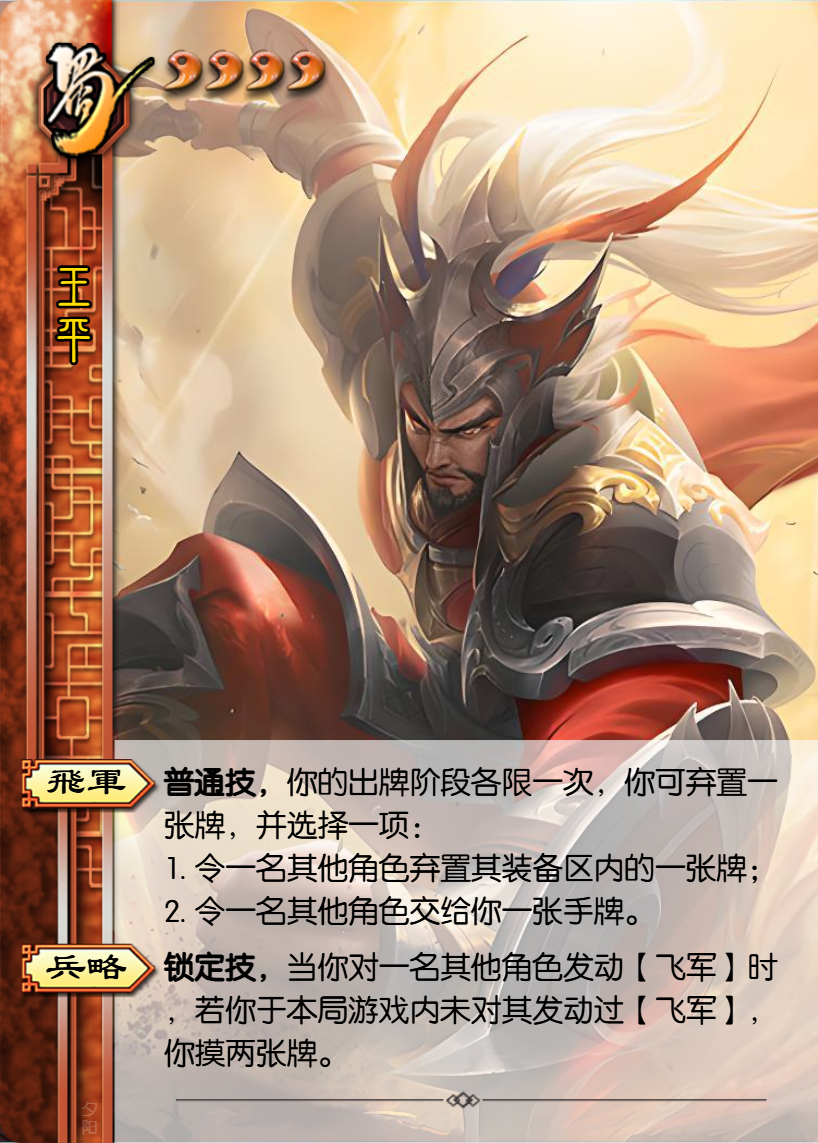 蜀
王平
飛軍
普通技，你的出牌阶段各限一次，你可弃置一
张牌，并选择一项：
1. 令一名其他角色弃置其装备区内的一张牌；
2. 令一名其他角色交给你一张手牌。
兵略
锁定技，当你对一名其他角色发动【飞军】时
，若你于本局游戏内未对其发动过【飞军】，
你摸两张牌。
夕阳